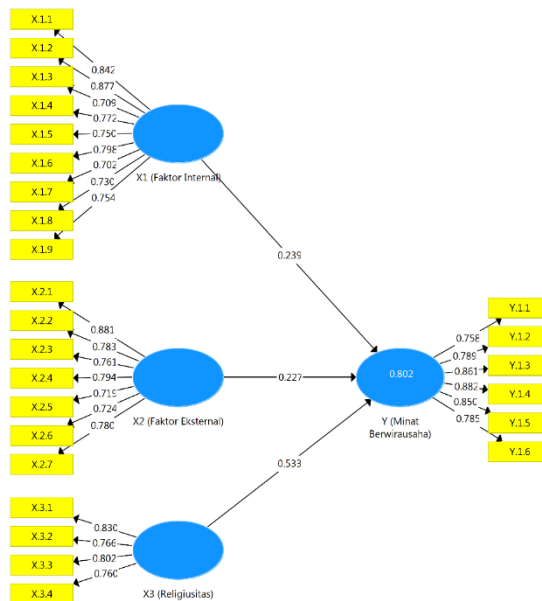 X.1.1
X.1.2
X.1.3
X.1.4
X.1.5
X.1.6
X.1.7
X.1.8
X.1.9
0.842
0.877
0.709
0.772
0.750
0.798
0.702
0.730
0.754
X1 (Faktor Internal)
0.239
X.2.1
X.2.2
X.2.3
X.2.4
X.2.5
X.2.6
X.2.7
0.881
0.783
0.761
0.794
0.715
0.724
0.780
X2 (Faktor Eksternal)
0.227
0.802
Y (Minat
Berwirausaha)
0.758
0.789
0.861
0.882
0.850
0.785
Y.1.1
Y.1.2
Y.1.3
Y.1.4
Y.1.5
Y.1.6
0.533
X.3.1
X.3.2
X.3.3
X.3.4
0.830
0.766
0.802
0.760
X3 (Religiusitas)